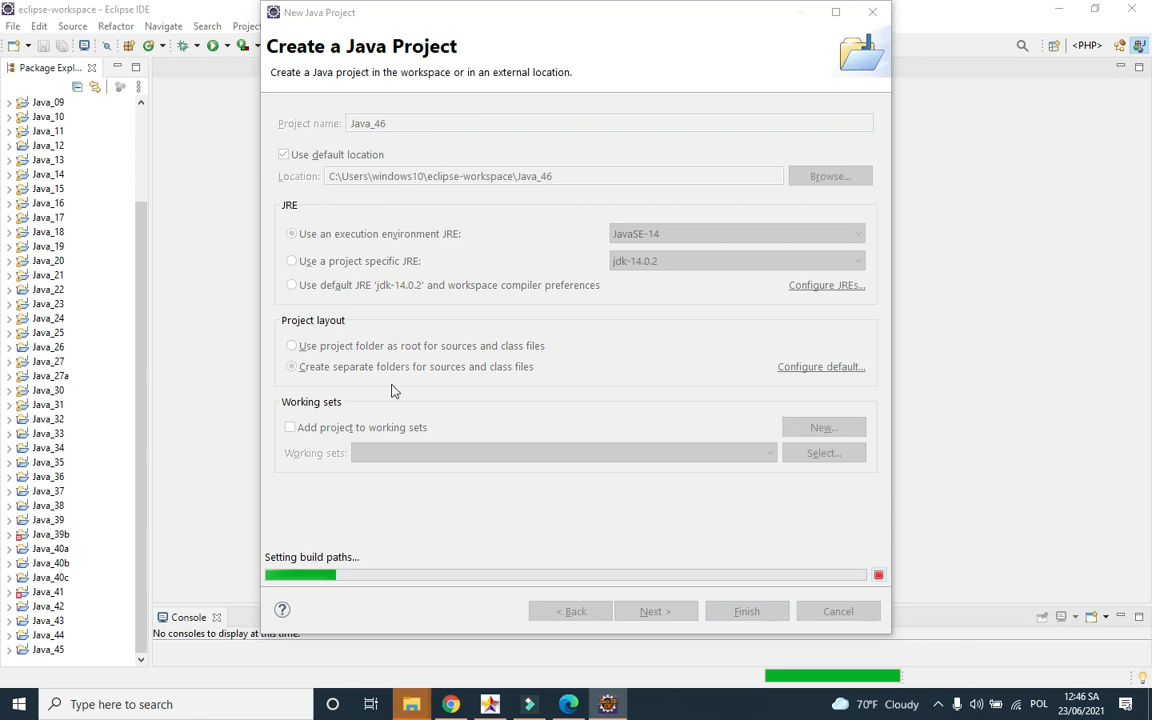 eclipse-workspace - Eclipse IDE
File Edit Source Refactor Navigate Search Project
<PHP>
Package Expl...
Java_09
Java_10
Java_11
Java_12
Java_13
Java_14
Java_15
Java_16
Java_17
Java_18
Java_19
Java_20
Java_21
Java_22
Java_23
Java_24
Java_25
Java_26
Java_27
Java_27a
Java_30
Java_31
Java_32
Java_33
Java_34
Java_35
Java_36
Java_37
Java_38
Java_39
Java_39b
Java_40a
Java_40b
Java_40c
Java_41
Java_42
Java_43
Java_44
Java_45
New Java Project
Create a Java Project
Create a Java project in the workspace or in an external location.
Project name: Java_46
Use default location
Location: C:\Users\windows10\eclipse-workspace\Java_46 Browse...
JRE
Use an execution environment JRE: JavaSE-14
Use a project specific JRE: jdk-14.0.2
Use default JRE 'jdk-14.0.2' and workspace compiler preferences Configure JREs...
Project layout
Use project folder as root for sources and class files
Create separate folders for sources and class files Configure default...
Working sets
Add project to working sets New...
Working sets: Select...
Setting build paths...
< Back Next > Finish Cancel
Console
No consoles to display at this time.
Type here to search
70°F Cloudy
POL
12:46 SA
23/06/2021